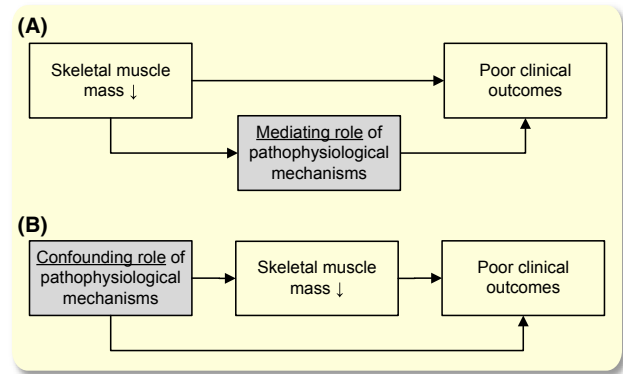 (A)
Skeletal muscle
mass ↓
Poor clinical
outcomes
Mediating role of
pathophysiological
mechanisms
(B)
Confounding role of
pathophysiological
mechanisms
Skeletal muscle
mass ↓
Poor clinical
outcomes